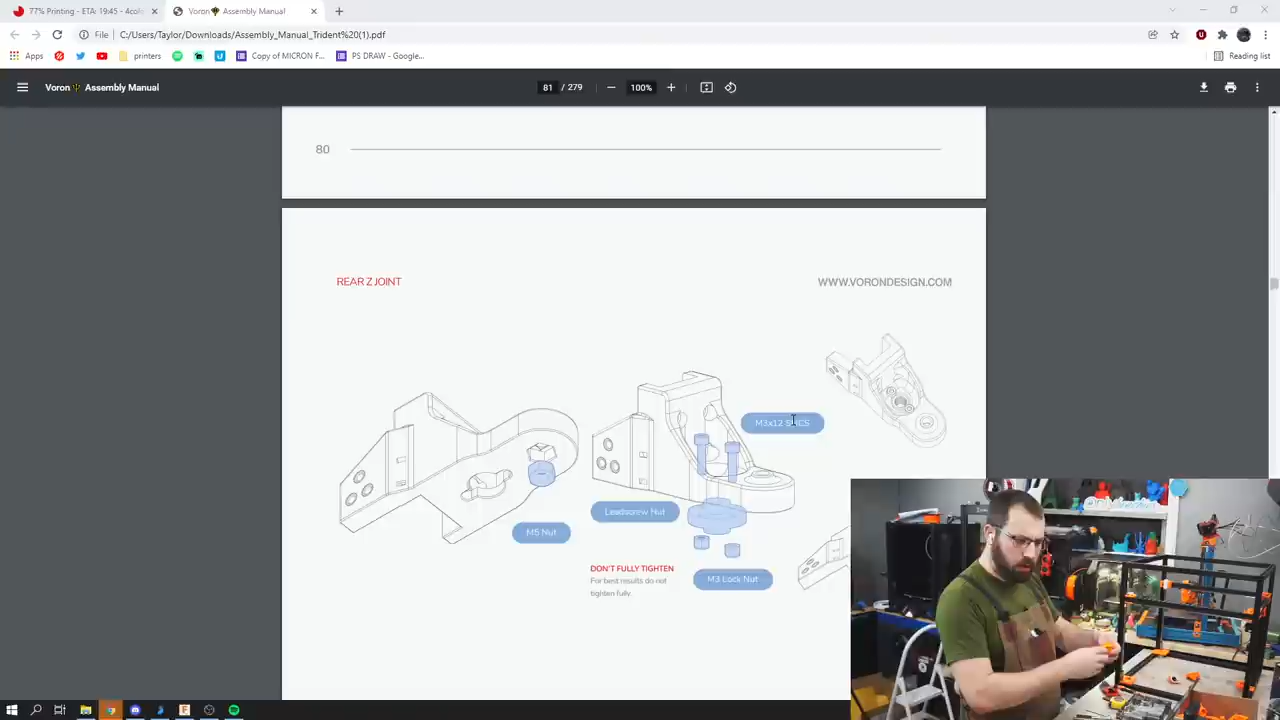 77% Printing - ETA: 19:45 - 4col
Voron Assembly Manual
File
C:/Users/Taylor/Downloads/Assembly_Manual_Trident%20(1).pdf
Apps
printers
Copy of MICRON F...
PS DRAW - Google...
Reading list
Voron Assembly Manual
81 / 279
100%
80
REAR Z JOINT
WWW.VORONDESIGN.COM
M3x12 SHCS
Leadscrew Nut
M5 Nut
DON'T FULLY TIGHTEN
For best results do not
tighten fully.
M3 Lock Nut